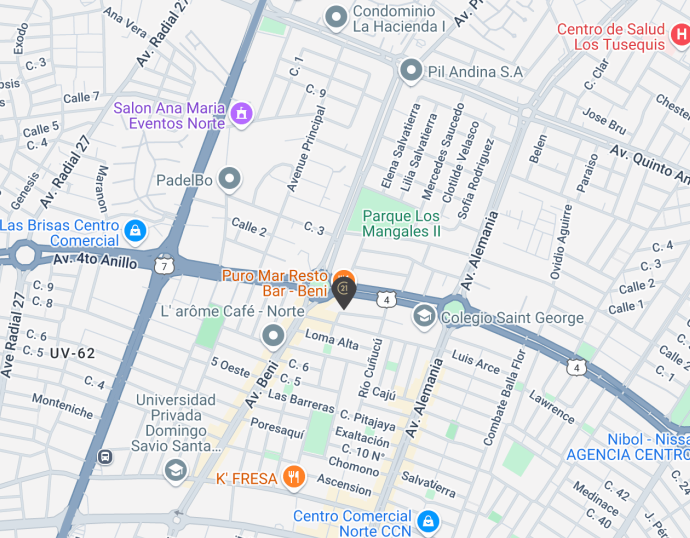 Condominio
La Hacienda I
Ana Vera
Av. Radial 27
Exodo
C. 3
Centro de Salud
Los Tusequis
H
Pil Andina S.A
C. 1
C. 9
C. Clar
Calle 7
Salon Ana Maria
Eventos Norte
Chester
Jose Bru
Calle 5
C. 4
Av. Radial 27
Avenue Principal
Elena Salvatierra
Lilia Salvatierra
Mercedes Saucedo
Clotilde Velasco
Sofia Rodríguez
Belen
Av. Quinto An
Paraiso
Genesis
Maranon
PadelBo
Parque Los
Mangales II
Calle 2
C. 3
Av. Alemania
Ovidio Aguirre
Las Brisas Centro
Comercial
Av. 4to Anillo
7
C. 4
C. 3
Calle 2
Calle 1
Puro Mar Resto
Bar - Beni
21
4
C. 9
C. 8
L' arôme Café - Norte
Colegio Saint George
Ave Radial 27
C. 6
C. 5
UV-62
C. 4
Loma Alta
Río Cuñucú
Luis Arce
4
C. 2
C. 1
5 Oeste
Av. Beni
C. 6
C. 5
Cajú
Av. Alemania
Combate Balla Flor
Lawrence
Monteniche
Universidad
Privada
Domingo
Savio Santa...
Las Barreras
C. Pitajaya
Poresaquí
Exaltación
C. 10 N°
Chomono
Ascension
K' FRESA
Salvatierra
Nibol - Nissa
AGENCIA CENTRO
C. 42
Medinace
C. 40
C. 24
Centro Comercial
Norte CCN